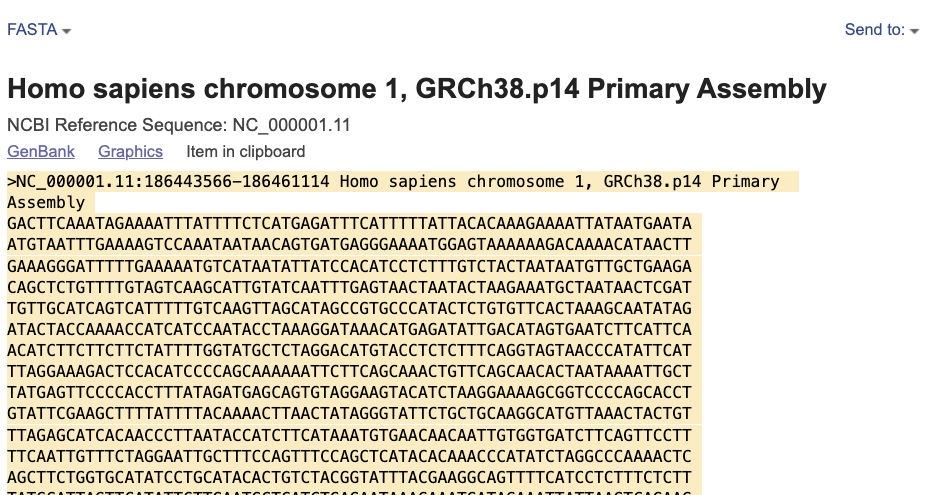 FASTA
Send to:
Homo sapiens chromosome 1, GRCh38.p14 Primary Assembly
NCBI Reference Sequence: NC_000001.11
GenBank Graphics Item in clipboard
>NC_000001.11:186443566-186461114 Homo sapiens chromosome 1, GRCh38.p14 Primary
Assembly
GACTTCAAATAGAAAATTTATTTTCTCATGAGATTTCATTTTTATTACACAAAGAAAATTATAATGAATA
ATGTAATTTGAAAAGTCCAAATAATAACAGTGATGAGGGAAAATGGAGTAAAAAAGACAAAACATAACTT
GAAAGGGATTTTTGAAAAATGTCATAATATTATCCACATCCTCTTTGTCTACTAATAATGTTGCTGAAGA
CAGCTCTGTTTTGTAGTCAAGCATTGTATCAATTTGAGTAACTAATACTAAGAAATGCTAATAACTCGAT
TGTTGCATCAGTCATTTTTGTCAAGTTAGCATAGCCGTGCCCATACTCTGTGTTCACTAAAGCAATATAG
ATACTACCAAAACCATCATCCAATACCTAAAGGATAAACATGAGATATTGACATAGTGAATCTTCATTCA
ACATCTTCTTCTTCTATTTTGGTATGCTCTAGGACATGTACCTCTCTTTCAGGTAGTAACCCATATTCAT
TTAGGAAAGACTCCACATCCCCAGCAAAAAATTCTTCAGCAAACTGTTCAGCAACACTAATAAAATTGCT
TATGAGTTCCCCACCTTTATAGATGAGCAGTGTAGGAAGTACATCTAAGGAAAAGCGGTCCCCAGCACCT
GTATTCGAAGCTTTTATTTTACAAAACTTAACTATAGGGTATTCTGCTGCAAGGCATGTTAAACTACTGT
TTAGAGCATCACAACCCTTAATACCATCTTCATAAATGTGAACAACAATTGTGGTGATCTTCAGTTCCTT
TTCAATTGTTTCTAGGAATTGCTTTCCAGTTTCCAGCTCATACACAAACCCATATCTAGGCCCAAAACTC
AGCTTCTGGTGCATATCCTGCATACACTGTCTACGGTATTTACGAAGGCAGTTTTCATCCTCTTTCTCTT